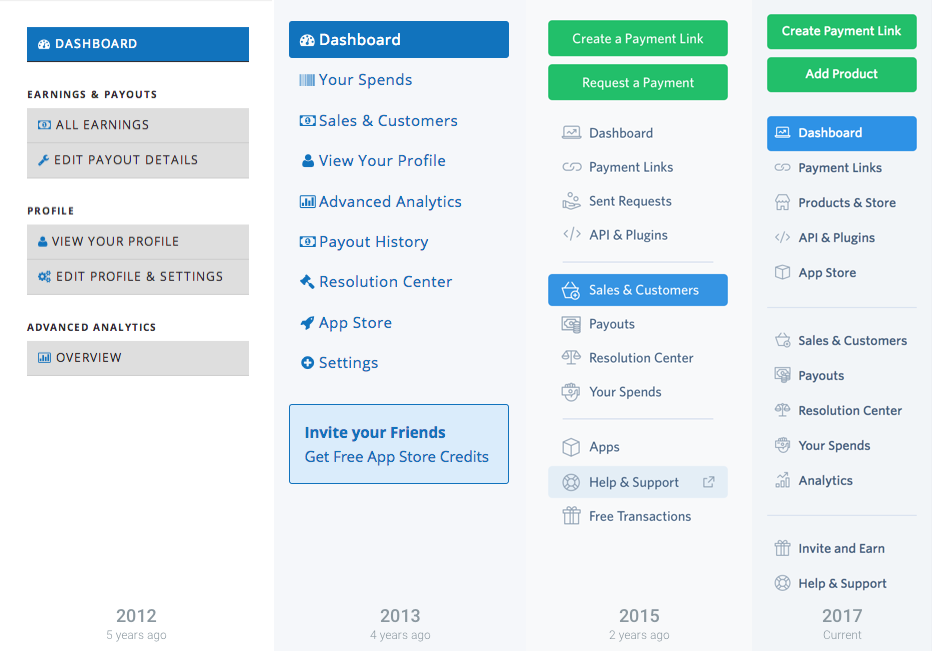 DASHBOARD
EARNINGS & PAYOUTS
ALL EARNINGS
EDIT PAYOUT DETAILS
PROFILE
VIEW YOUR PROFILE
EDIT PROFILE & SETTINGS
ADVANCED ANALYTICS
OVERVIEW
2012
5 years ago
Dashboard
Your Spends
Sales & Customers
View Your Profile
Advanced Analytics
Payout History
Resolution Center
App Store
Settings
Invite your Friends
Get Free App Store Credits
2013
4 years ago
Create a Payment Link
Request a Payment
Dashboard
Payment Links
Sent Requests
API & Plugins
Sales & Customers
Payouts
Resolution Center
Your Spends
Apps
Help & Support
Free Transactions
2015
2 years ago
Create Payment Link
Add Product
Dashboard
Payment Links
Products & Store
API & Plugins
App Store
Sales & Customers
Payouts
Resolution Center
Your Spends
Analytics
Invite and Earn
Help & Support
2017
Current